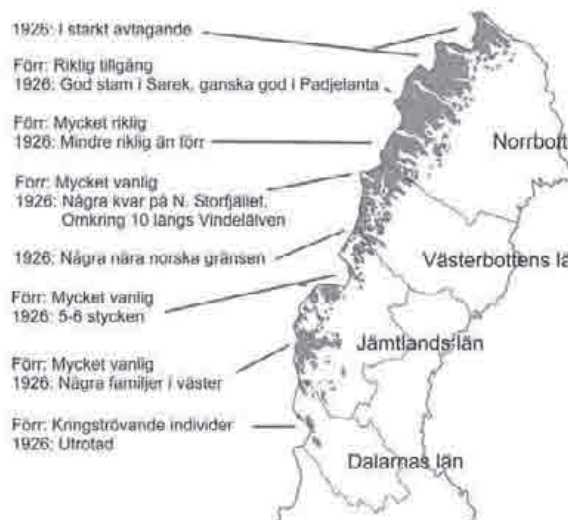 1926: I starkt avtagande
Förr: Riklig tillgång
1926: God stam i Sarek, ganska god i Padjelanta
Förr: Mycket riklig
1926: Mindre riklig än förr
Förr: Mycket vanlig
1926: Några kvar på N. Storfjället,
Omkring 10 längs Vindelälven
1926: Några nära norska gränsen
Förr: Mycket vanlig
1926: 5-6 stycken
Förr: Mycket vanlig
1926: Några familjer i väster
Förr: Kringströvande individer
1926: Utrotad
Norrbott
Västerbottens lä
Jämtlands län
Dalarnas län